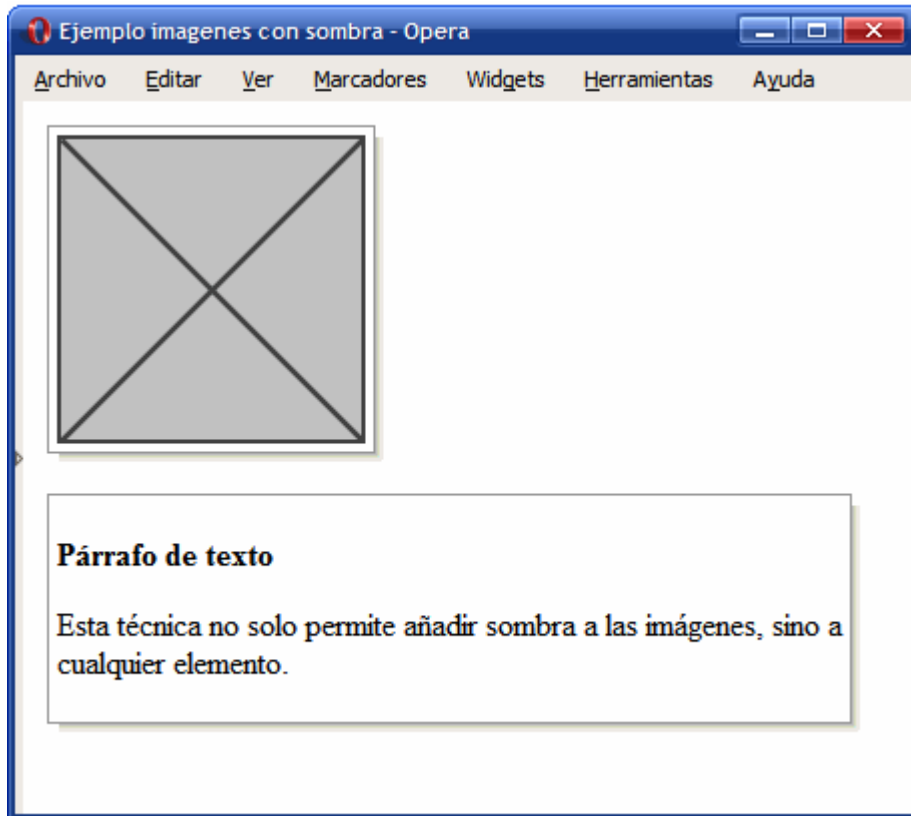 Ejemplo imagenes con sombra - Opera
Archivo Editar Ver Marcadores Widgets Herramientas Ayuda
Párrafo de texto
Esta técnica no solo permite añadir sombra a las imágenes, sino a
cualquier elemento.